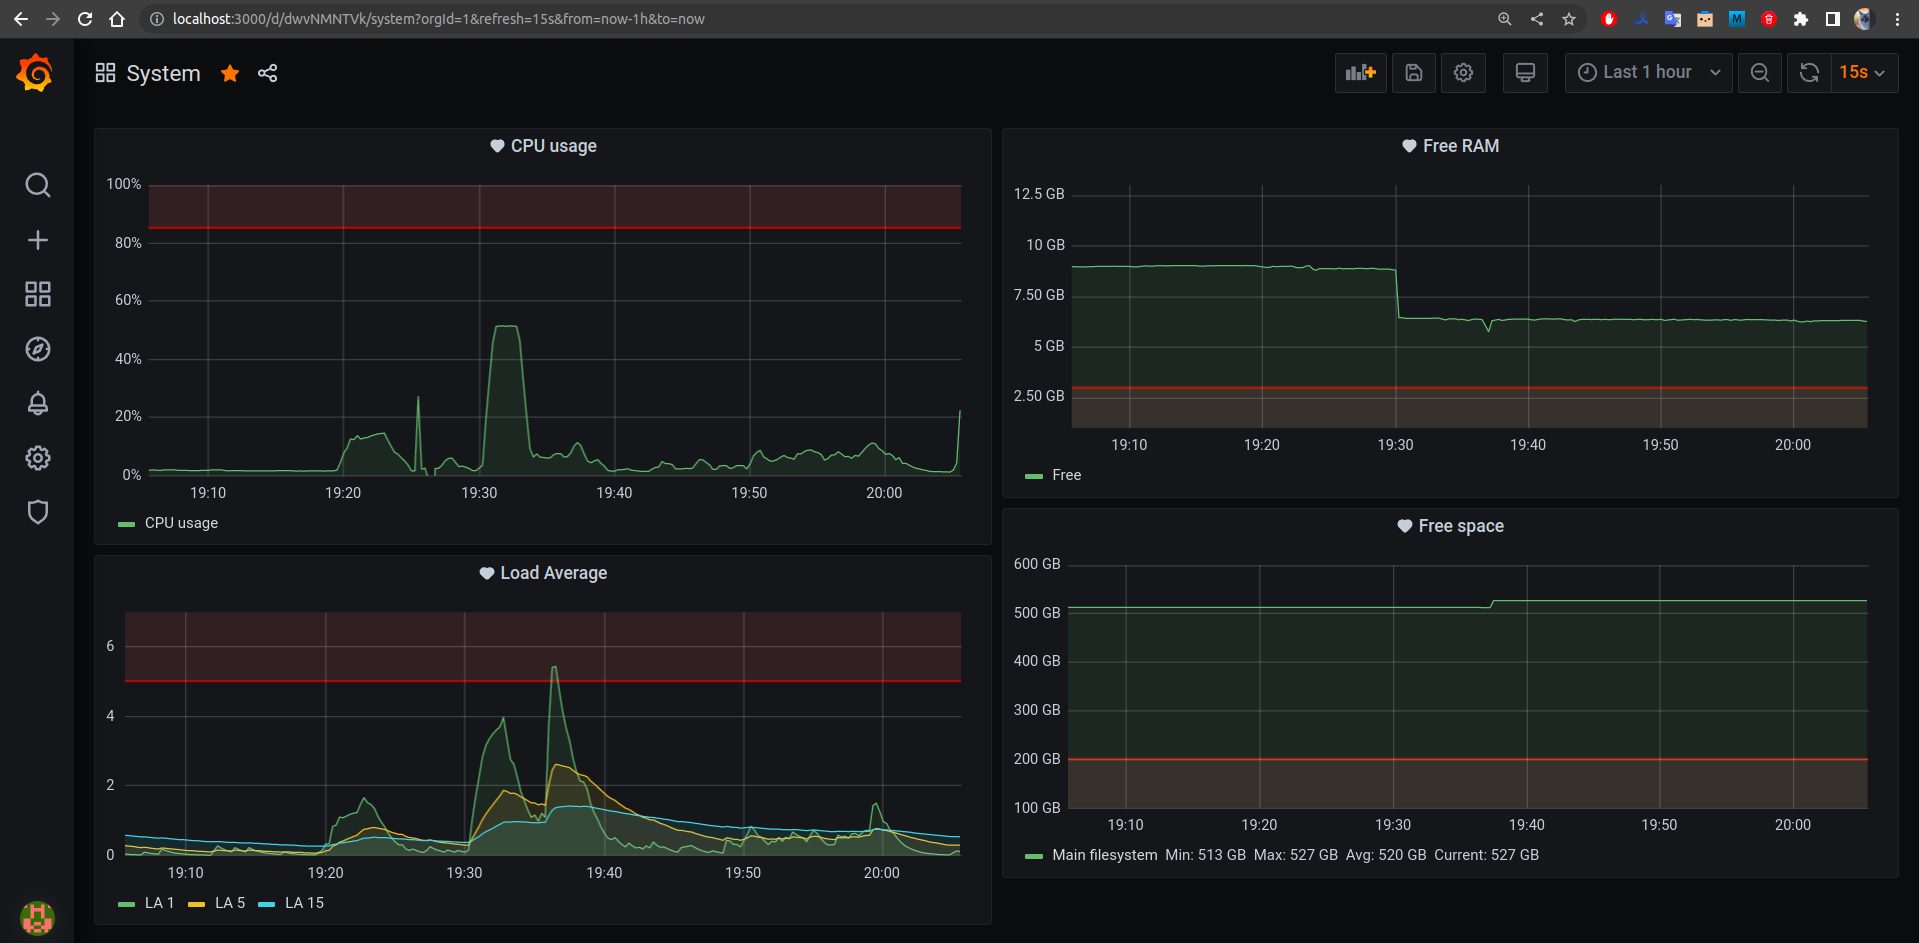 localhost:3000/d/dwvNMNTVk/system?orgId=1&refresh=15s&from=now-1h&to=now
System
Last 1 hour
15s
CPU usage
100%
80%
60%
40%
20%
0%
19:10 19:20 19:30 19:40 19:50 20:00
CPU usage
Load Average
6
4
2
0
19:10 19:20 19:30 19:40 19:50 20:00
LA 1 LA 5 LA 15
Free RAM
12.5 GB
10 GB
7.50 GB
5 GB
2.50 GB
19:10 19:20 19:30 19:40 19:50 20:00
Free
Free space
600 GB
500 GB
400 GB
300 GB
200 GB
100 GB
19:10 19:20 19:30 19:40 19:50 20:00
Main filesystem Min: 513 GB Max: 527 GB Avg: 520 GB Current: 527 GB